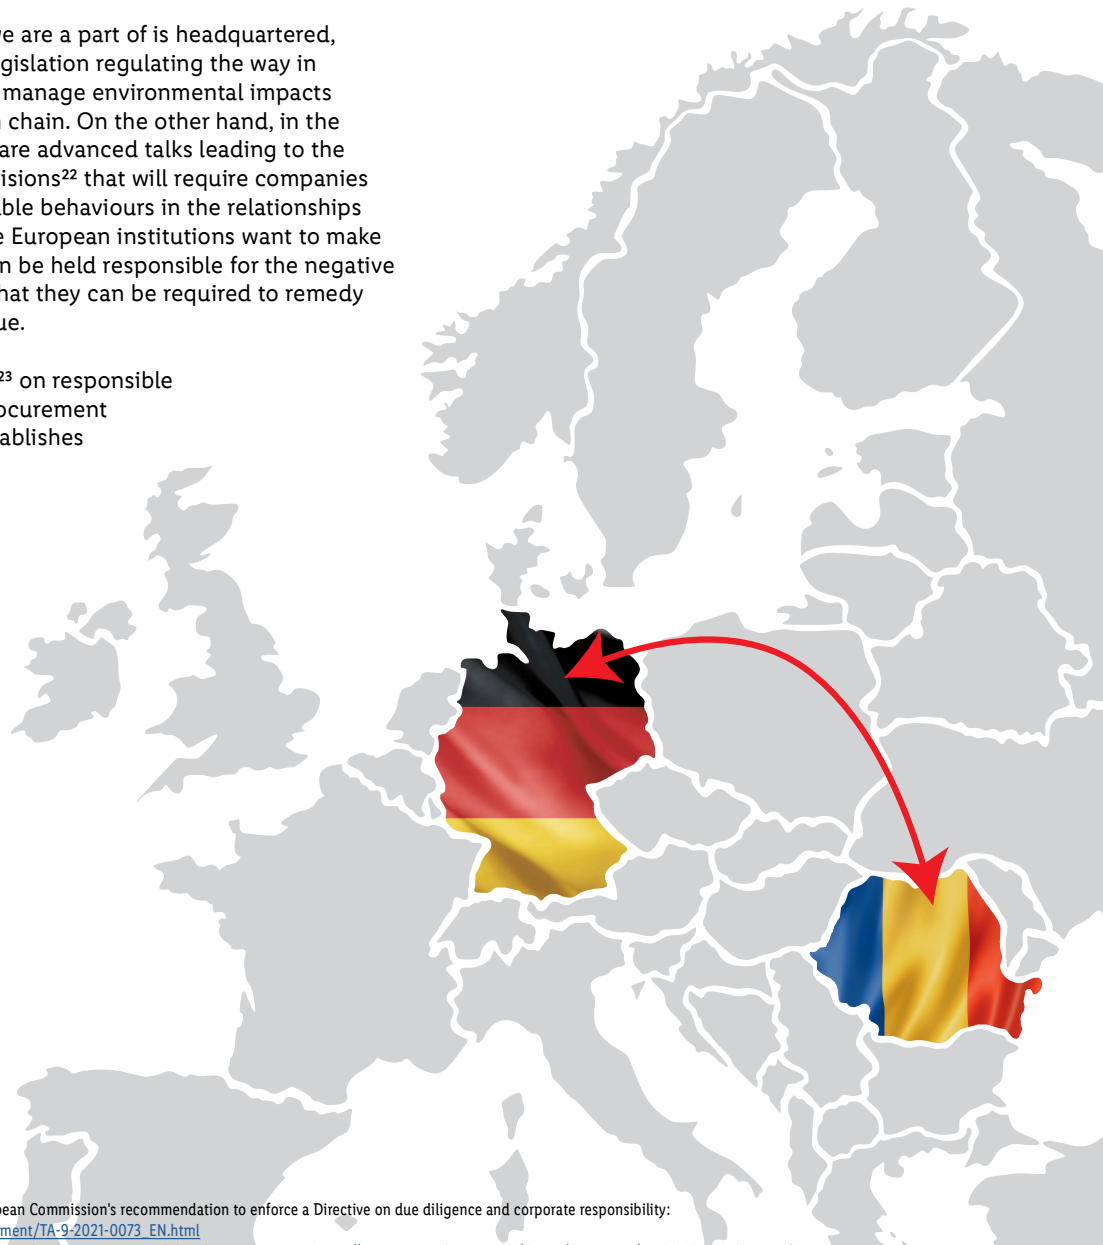 we are a part of is headquartered,
gislation regulating the way in
manage environmental impacts
chain. On the other hand, in the
are advanced talks leading to the
isions²² that will require companies
ble behaviours in the relationships
e European institutions want to make
n be held responsible for the negative
hat they can be required to remedy
ue.
²³ on responsible
ocurement
ablishes
pean Commission's recommendation to enforce a Directive on due diligence and corporate responsibility:
ment/TA-9-2021-0073_EN.html